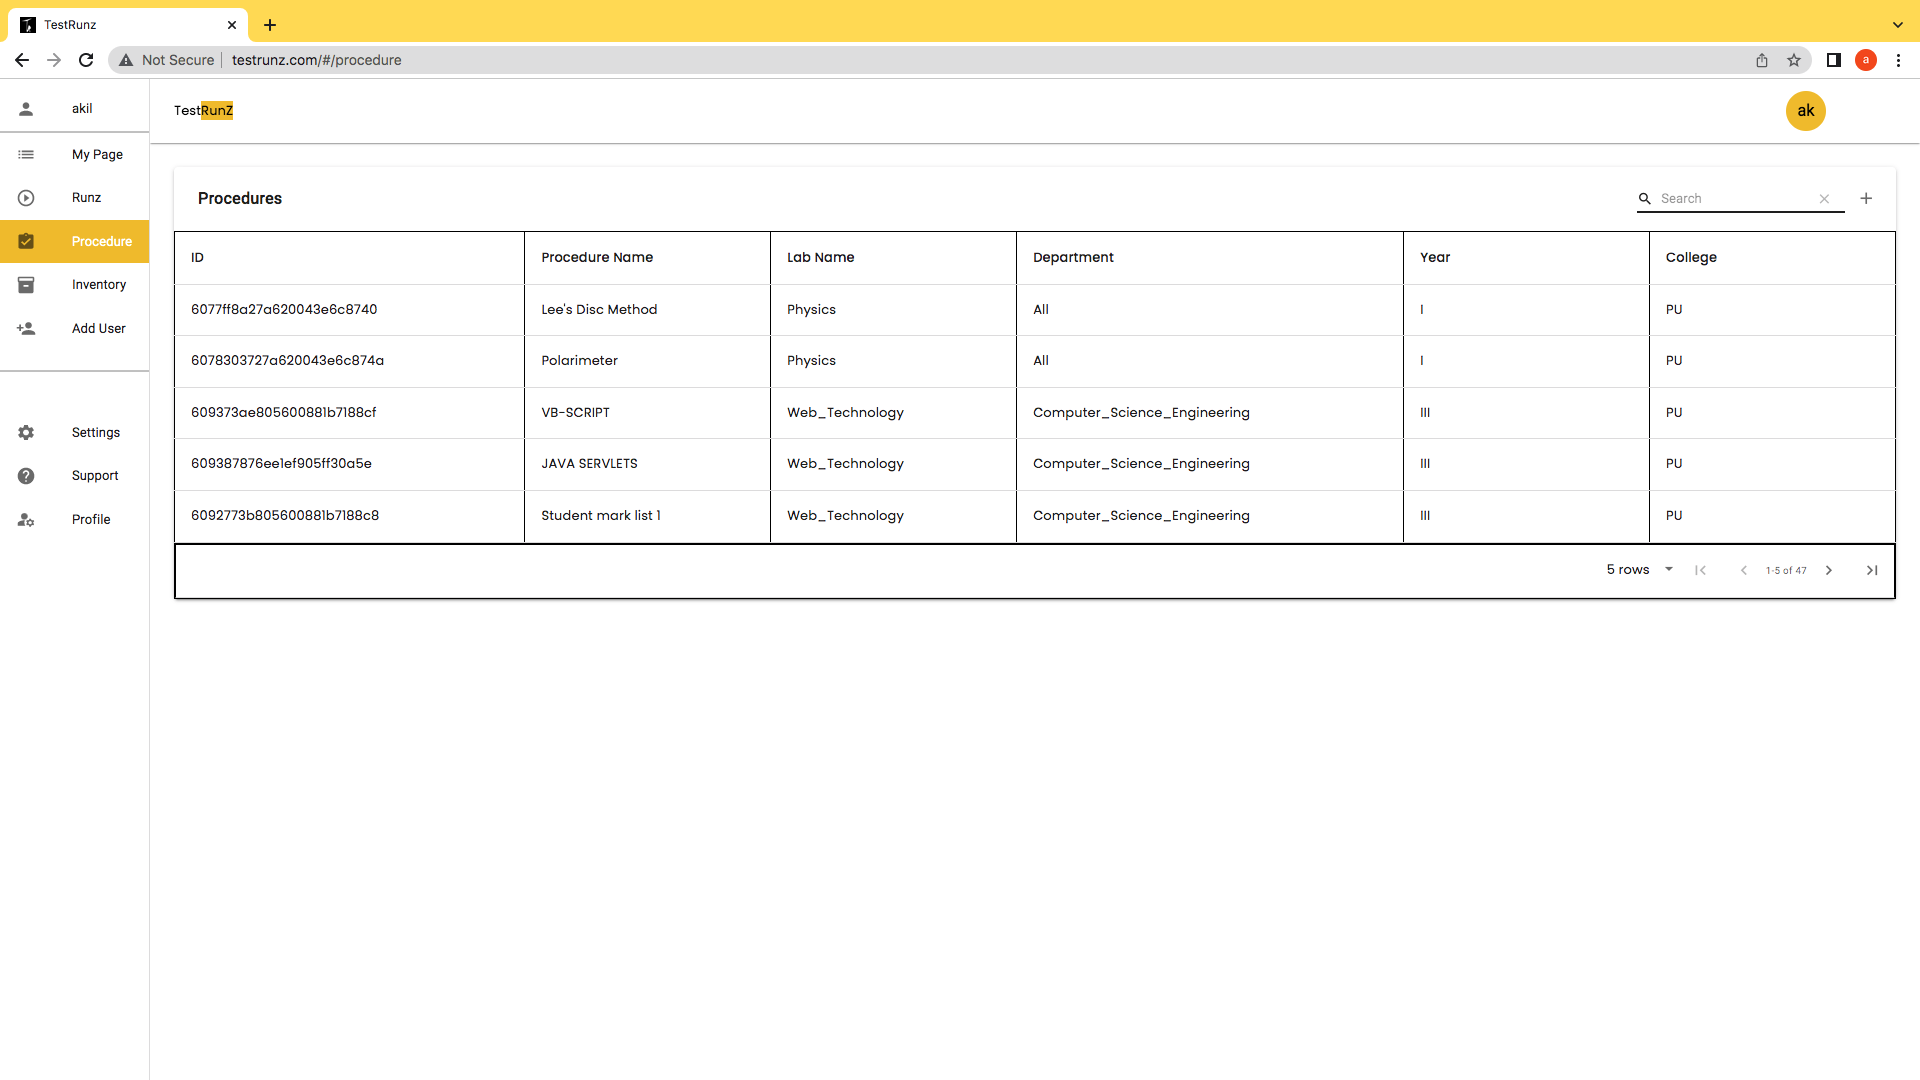 TestRunz
Not Secure testrunz.com/#/procedure a
akil
TestRunZ
ak
My Page
Runz
Procedure
Inventory
Add User
Settings
Support
Profile
Procedures
Search
ID Procedure Name Lab Name Department Year College
6077ff8a27a620043e6c8740 Lee's Disc Method Physics All I PU
6078303727a620043e6c874a Polarimeter Physics All I PU
609373ae805600881b7188cf VB-SCRIPT Web_Technology Computer_Science_Engineering III PU
609387876ee1ef905ff30a5e JAVA SERVLETS Web_Technology Computer_Science_Engineering III PU
6092773b805600881b7188c8 Student mark list 1 Web_Technology Computer_Science_Engineering III PU
5 rows 1-5 of 47